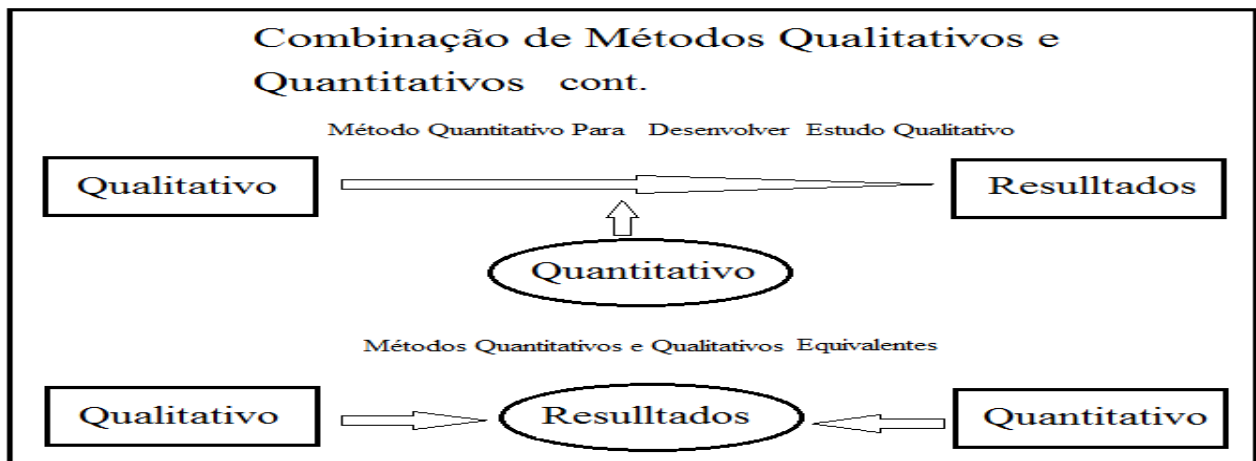 Combinação de Métodos Qualitativos e
Quantitativos cont.
Método Quantitativo Para Desenvolver Estudo Qualitativo
Qualitativo
Resulltados
Quantitativo
Métodos Quantitativos e Qualitativos Equivalentes
Qualitativo
Resulltados
Quantitativo